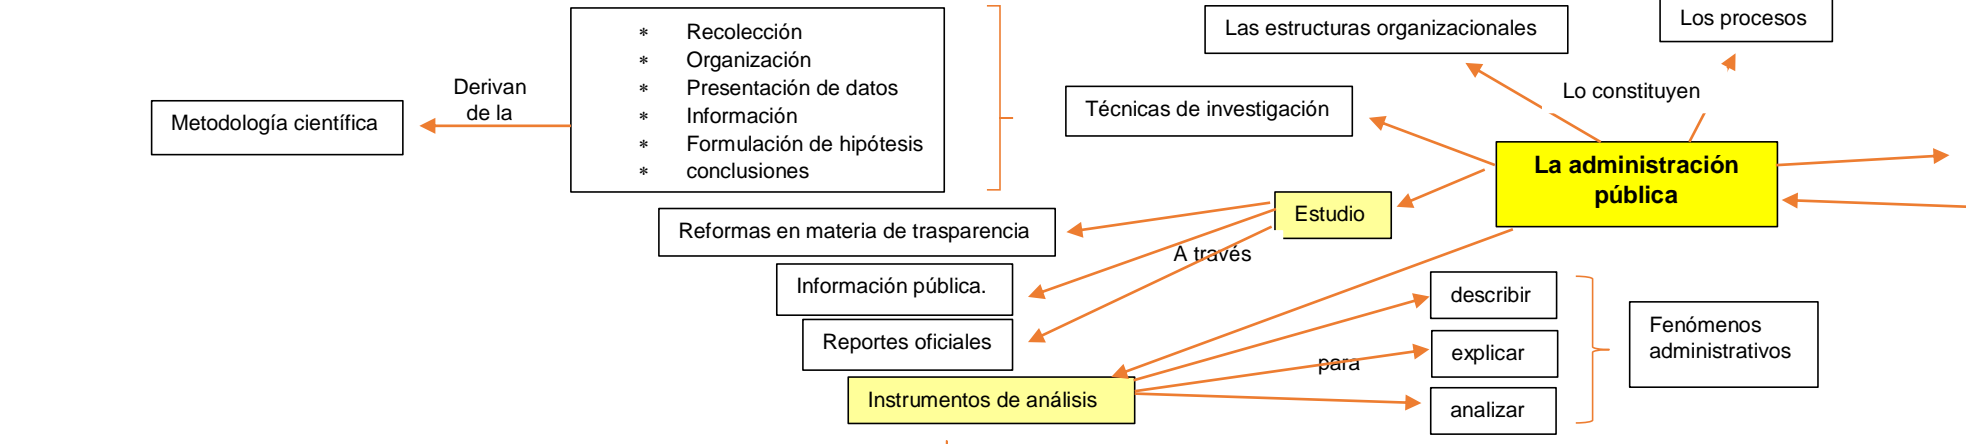 Los procesos
Las estructuras organizacionales
Lo constituyen
* Recolección
* Organización
* Presentación de datos
* Información
* Formulación de hipótesis
* conclusiones
Derivan
de la
Metodología científica
Técnicas de investigación
La administración
pública
Estudio
Reformas en materia de trasparencia
A través
Información pública.
Reportes oficiales
Instrumentos de análisis
para
describir
explicar
analizar
Fenómenos
administrativos